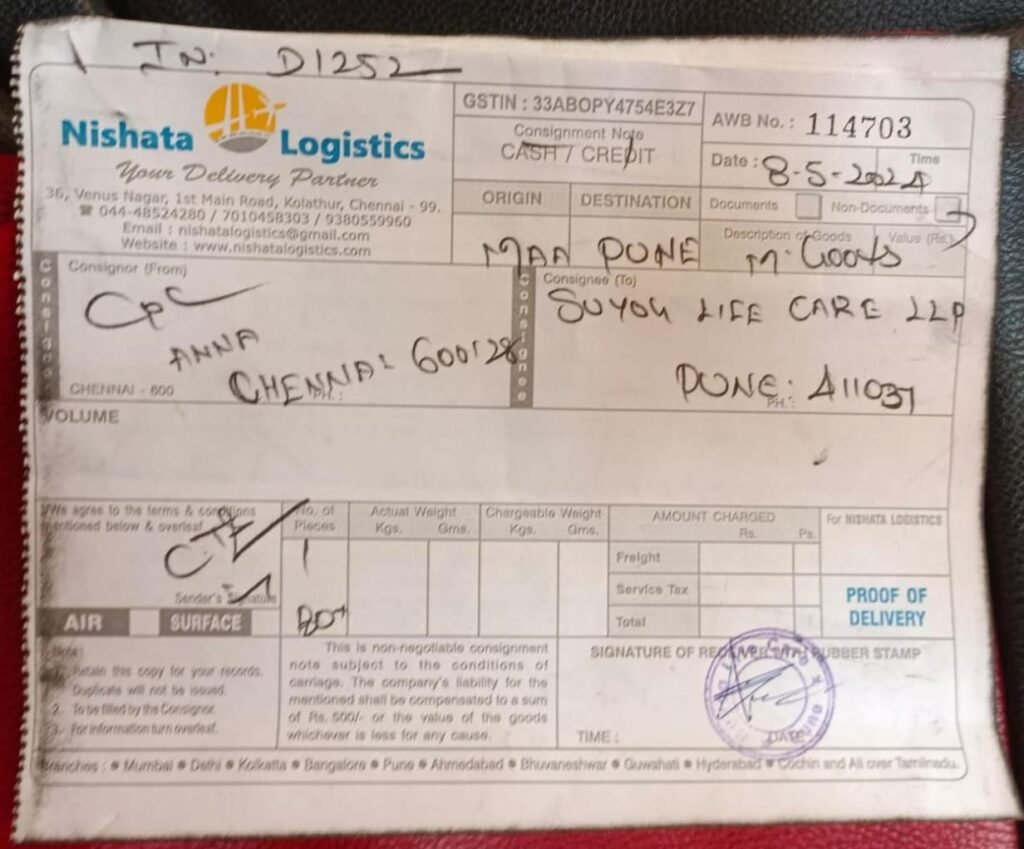 IN: D1252
Nishata Logistics
Your Delivery Partner
36, Venus Nagar, 1st Main Road, Kolathur, Chennai - 99.
☎ 044-48524280 / 7010458303 / 9380559960
Email : nishatalogistics@gmail.com
Website : www.nishatalogistics.com
GSTIN : 33ABOPY4754E3Z7
Consignment Note
CASH / CREDIT
AWB No. : 114703
Date : 8-5-2024 Time
ORIGIN DESTINATION
MAA PUNE
Documents Non-Documents
Description of Goods Value (Rs.)
M. Goods
Consignor
Consignor (From)
CPC
ANNA
CHENNAI 600128
CHENNAI - 600 PH.:
Consignee
Consignee (To)
SUYOG LIFE CARE LLP
PUNE: 411037
PH.:
VOLUME
I/We agree to the terms & conditions
mentioned below & overleaf
Sender's Signature
AIR SURFACE
No. of Pieces
1
Box
Actual Weight
Kgs. Gms.
Chargeable Weight
Kgs. Gms.
AMOUNT CHARGED
Rs. Ps.
Freight
Service Tax
Total
For NISHATA LOGISTICS
PROOF OF
DELIVERY
Note:
1. Retain this copy for your records.
Duplicate will not be issued.
2. To be filled by the Consignor.
3. For information turn overleaf.
This is non-negotiable consignment
note subject to the conditions of
carriage. The company's liability for the
mentioned shall be compensated to a sum
of Rs. 500/- or the value of the goods
whichever is less for any cause.
SIGNATURE OF RECEIVER WITH RUBBER STAMP
TIME : DATE
Branches : • Mumbai • Delhi • Kolkatta • Bangalore • Pune • Ahmedabad • Bhuvaneshwar • Guwahati • Hyderabad • Cochin and All over Tamilnadu.